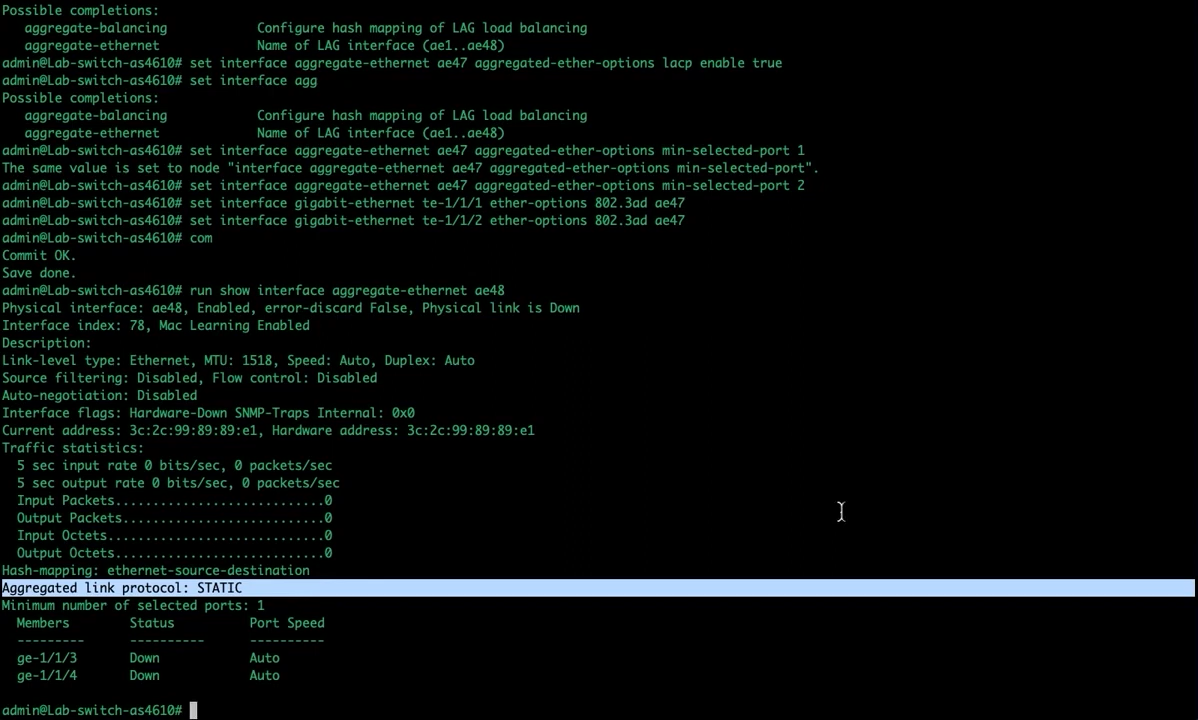 Possible completions:
aggregate-balancing Configure hash mapping of LAG load balancing
aggregate-ethernet Name of LAG interface (ae1..ae48)
admin@Lab-switch-as4610# set interface aggregate-ethernet ae47 aggregated-ether-options lacp enable true
admin@Lab-switch-as4610# set interface agg
Possible completions:
aggregate-balancing Configure hash mapping of LAG load balancing
aggregate-ethernet Name of LAG interface (ae1..ae48)
admin@Lab-switch-as4610# set interface aggregate-ethernet ae47 aggregated-ether-options min-selected-port 1
The same value is set to node "interface aggregate-ethernet ae47 aggregated-ether-options min-selected-port".
admin@Lab-switch-as4610# set interface aggregate-ethernet ae47 aggregated-ether-options min-selected-port 2
admin@Lab-switch-as4610# set interface gigabit-ethernet te-1/1/1 ether-options 802.3ad ae47
admin@Lab-switch-as4610# set interface gigabit-ethernet te-1/1/2 ether-options 802.3ad ae47
admin@Lab-switch-as4610# com
Commit OK.
Save done.
admin@Lab-switch-as4610# run show interface aggregate-ethernet ae48
Physical interface: ae48, Enabled, error-discard False, Physical link is Down
Interface index: 78, Mac Learning Enabled
Description:
Link-level type: Ethernet, MTU: 1518, Speed: Auto, Duplex: Auto
Source filtering: Disabled, Flow control: Disabled
Auto-negotiation: Disabled
Interface flags: Hardware-Down SNMP-Traps Internal: 0x0
Current address: 3c:2c:99:89:89:e1, Hardware address: 3c:2c:99:89:89:e1
Traffic statistics:
5 sec input rate 0 bits/sec, 0 packets/sec
5 sec output rate 0 bits/sec, 0 packets/sec
Input Packets............................0
Output Packets...........................0
Input Octets.............................0
Output Octets............................0
Hash-mapping: ethernet-source-destination
Aggregated link protocol: STATIC
Minimum number of selected ports: 1
Members Status Port Speed
--------- ---------- ----------
ge-1/1/3 Down Auto
ge-1/1/4 Down Auto
admin@Lab-switch-as4610#